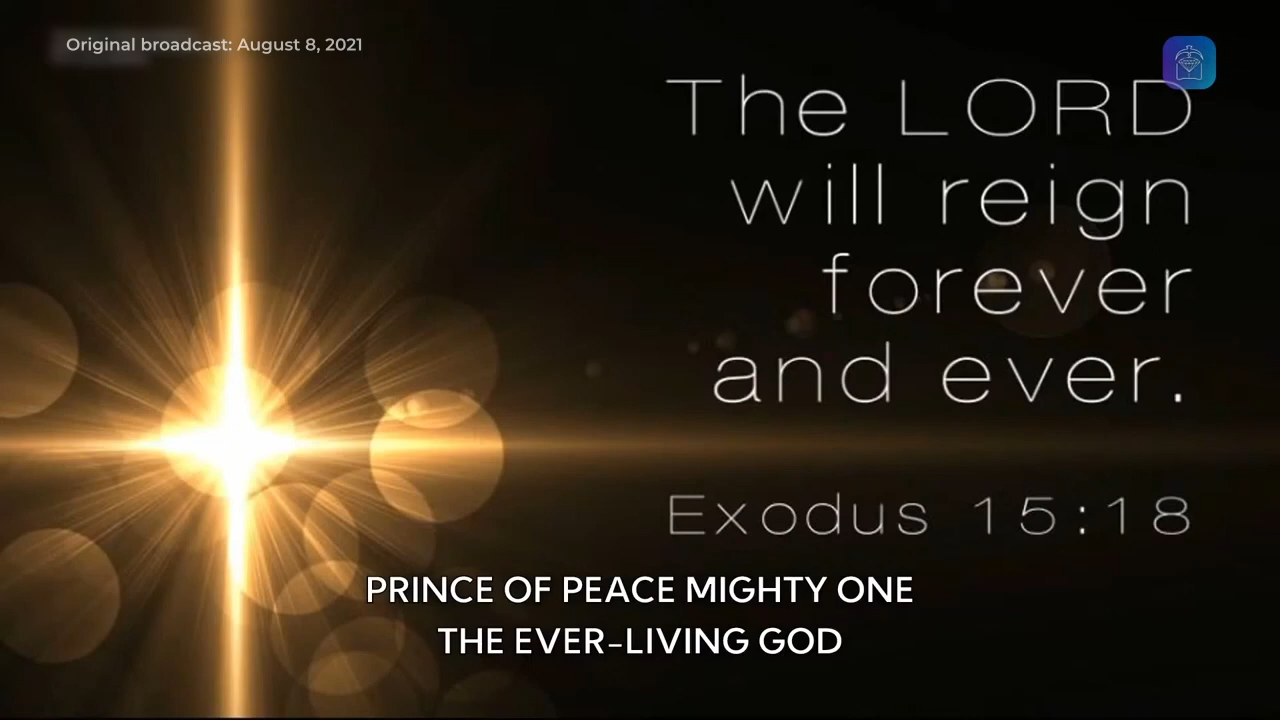 Original broadcast: August 8, 2021
The LORD
will reign
forever
and ever.
Exodus 15:18
PRINCE OF PEACE MIGHTY ONE
THE EVER-LIVING GOD